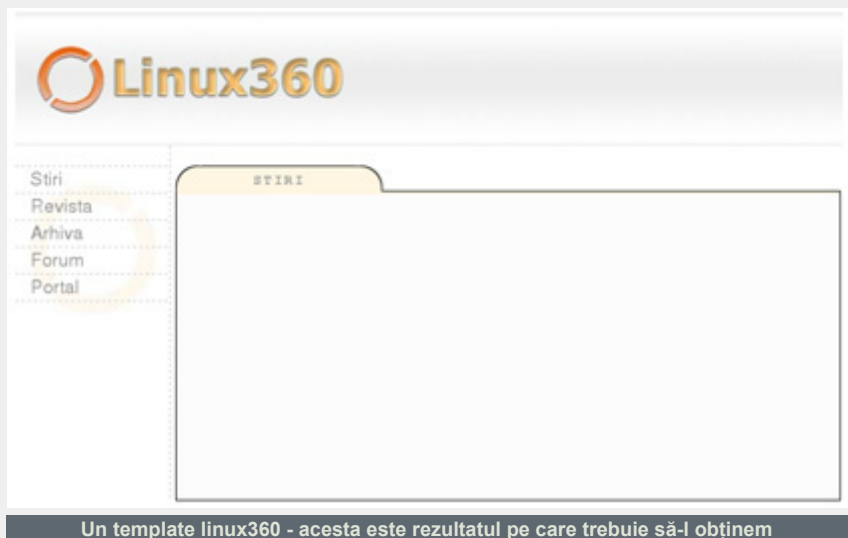 Linux360
Stiri
Revista
Arhiva
Forum
Portal
STIRI
Un template linux360 - acesta este rezultatul pe care trebuie să-l obținem